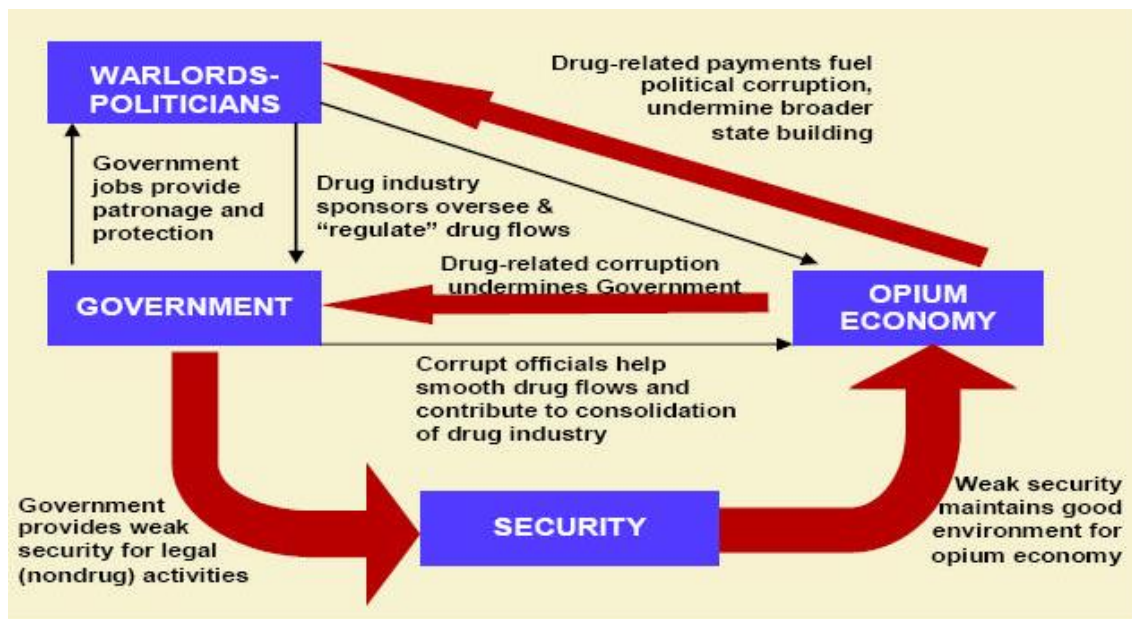 WARLORDS-
POLITICIANS
Drug-related payments fuel
political corruption,
undermine broader
state building
Government
jobs provide
patronage and
protection
Drug industry
sponsors oversee &
“regulate” drug flows
Drug-related corruption
undermines Government
GOVERNMENT
OPIUM
ECONOMY
Corrupt officials help
smooth drug flows and
contribute to consolidation
of drug industry
Government
provides weak
security for legal
(nondrug) activities
SECURITY
Weak security
maintains good
environment for
opium economy